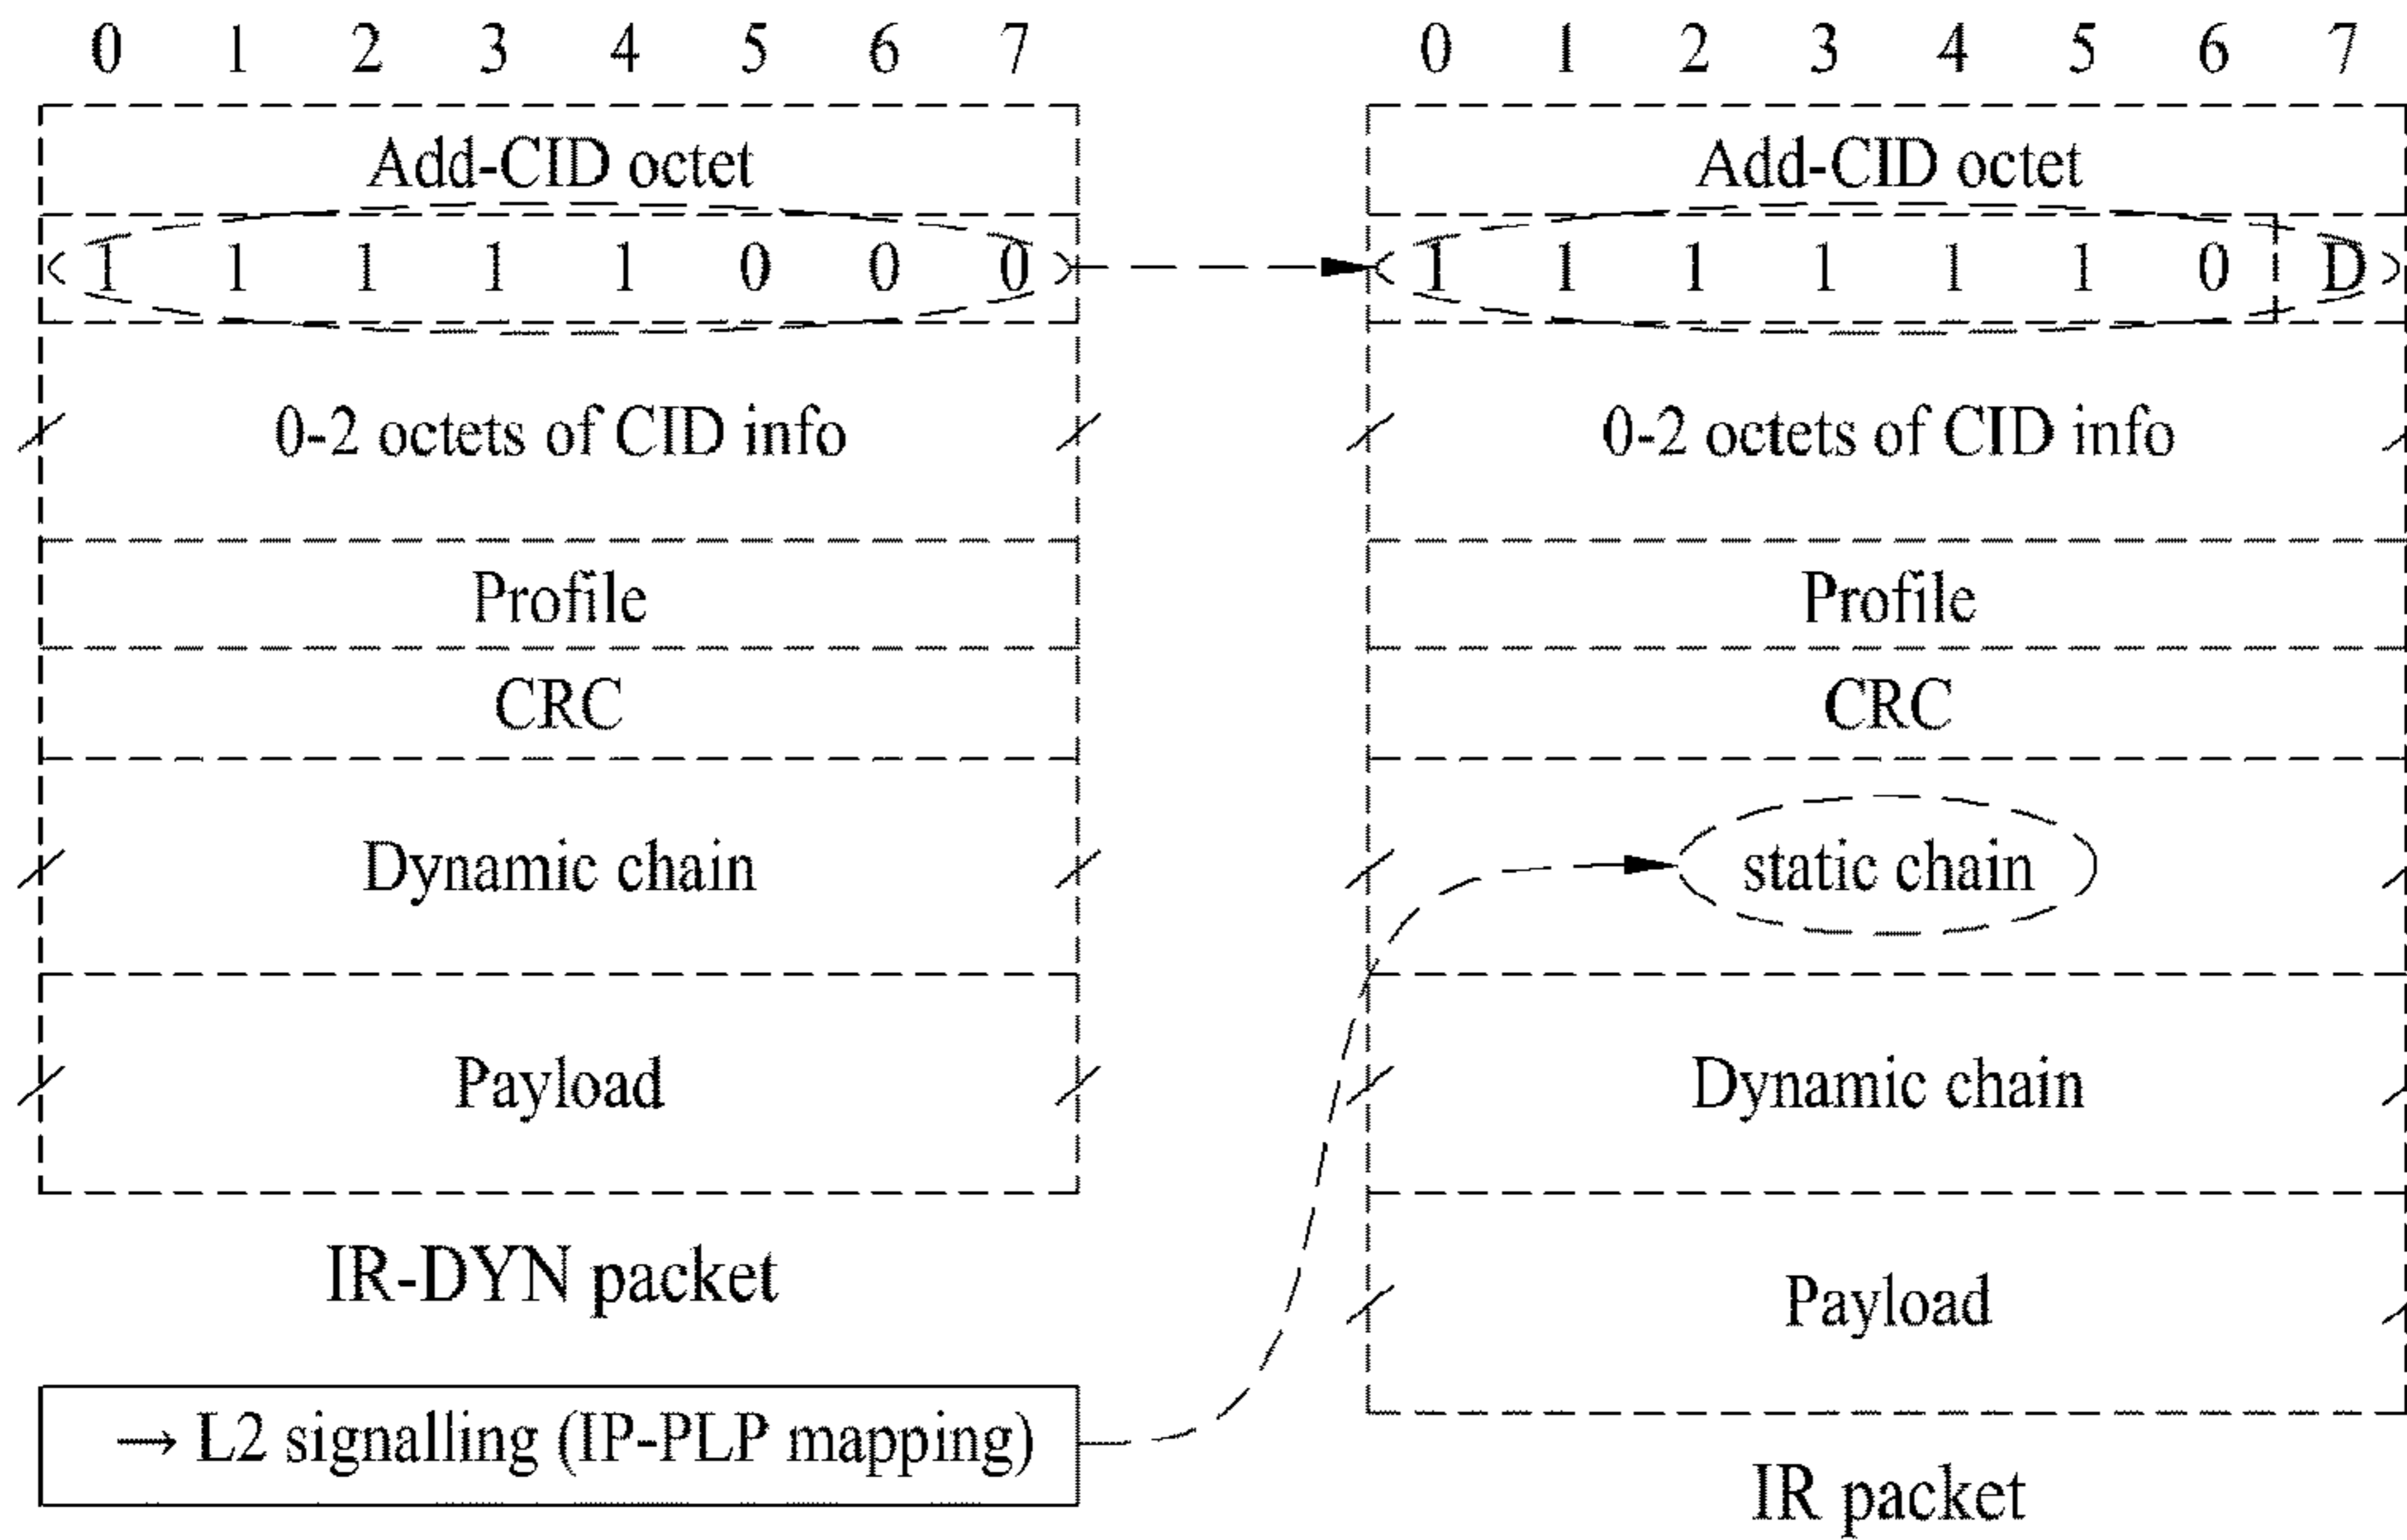 0 1 2 3 4 5 6 7
Add-CID octet
1 1 1 1 1 0 0 0
0-2 octets of CID info
Profile
CRC
Dynamic chain
Payload
IR-DYN packet
→ L2 signalling (IP-PLP mapping)
0 1 2 3 4 5 6 7
Add-CID octet
1 1 1 1 1 1 0 D
0-2 octets of CID info
Profile
CRC
static chain
Dynamic chain
Payload
IR packet